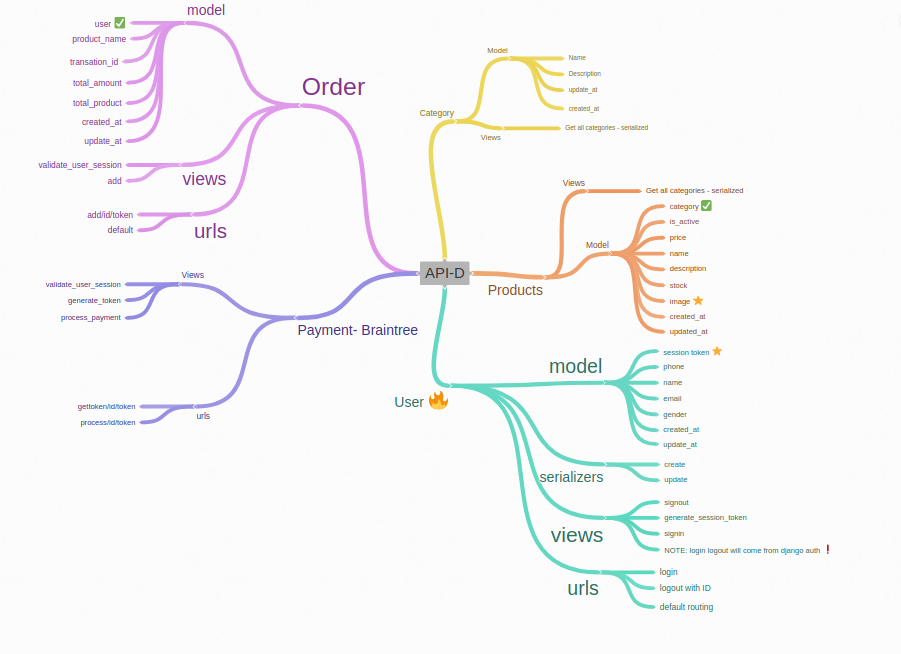 API-D
Order
model
user ✅
product_name
transation_id
total_amount
total_product
created_at
update_at
views
validate_user_session
add
urls
add/id/token
default
Payment- Braintree
Views
validate_user_session
generate_token
process_payment
urls
gettoken/id/token
process/id/token
Category
Model
Name
Description
update_at
created_at
Views
Get all categories - serialized
Products
Views
Get all categories - serialized
Model
category ✅
is_active
price
name
description
stock
image ⭐
created_at
updated_at
User 🔥
model
session token ⭐
phone
name
email
gender
created_at
update_at
serializers
create
update
views
signout
generate_session_token
signin
NOTE: login logout will come from django auth ❗
urls
login
logout with ID
default routing